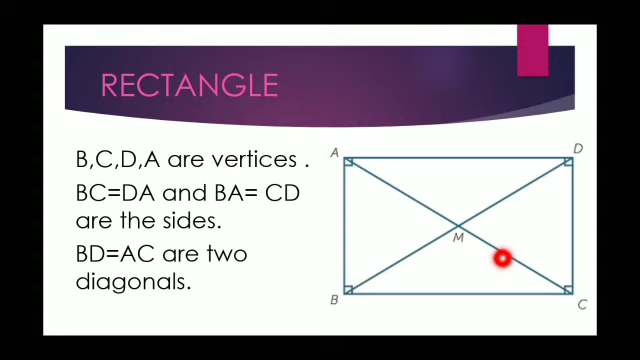 RECTANGLE
B,C,D,A are vertices .
BC=DA and BA= CD
are the sides.
BD=AC are two
diagonals.
A
D
M
B
C